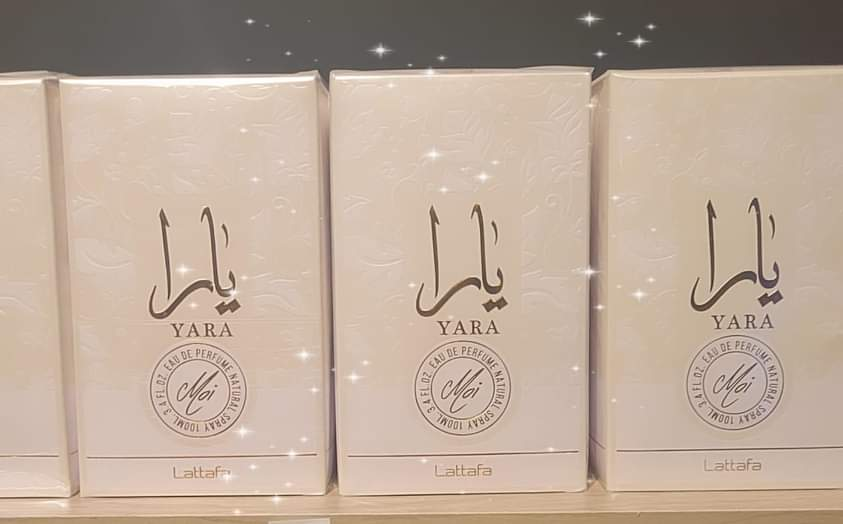 يارا
YARA
EAU DE PERFUME NATURAL SPRAY 100ML 3.4 FL.OZ.
Moi
Lattafa
يارا
YARA
EAU DE PERFUME NATURAL SPRAY 100ML 3.4 FL.OZ.
Moi
Lattafa
يارا
YARA
EAU DE PERFUME NATURAL SPRAY 100ML 3.4 FL.OZ.
Moi
Lattafa